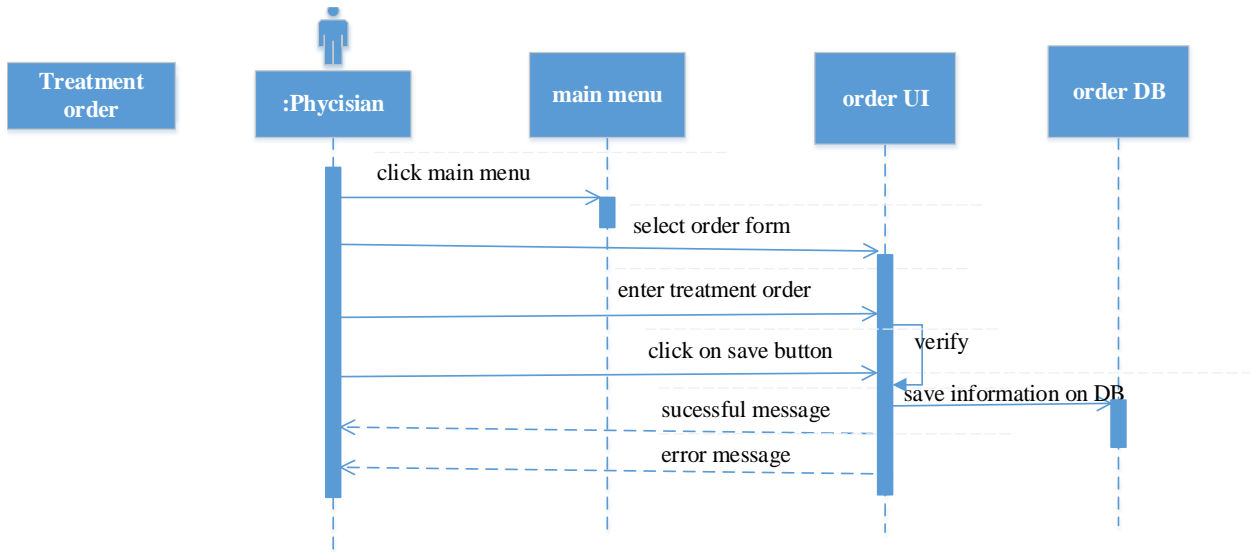 Treatment
order
:Phycisian
main menu
order UI
order DB
click main menu
select order form
enter treatment order
verify
click on save button
save information on DB
sucessful message
error message